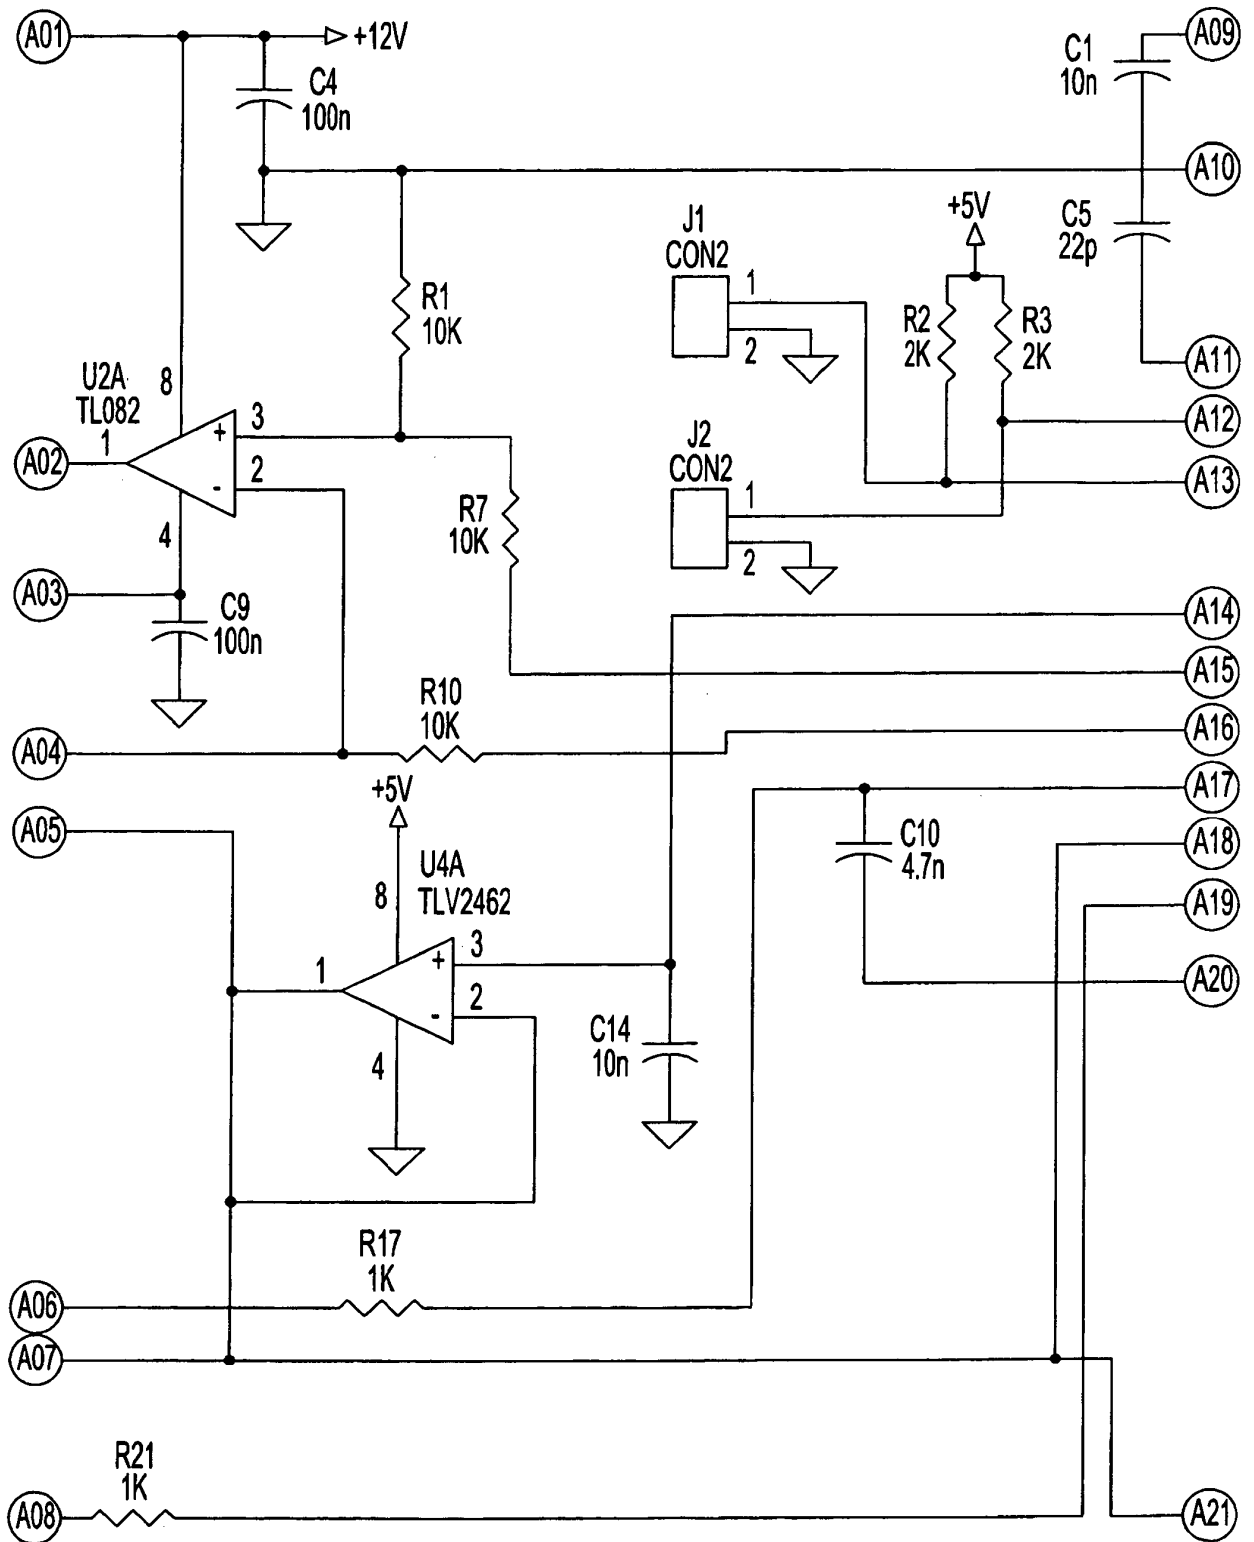 A01
+12V
C4
100n
C1
10n
A09
A10
+5V
C5
22p
J1
CON2
1
2
R1
10K
R2
2K
R3
2K
A11
U2A
TL082
8
1
3
+
2
-
4
A02
A12
J2
CON2
1
2
A13
R7
10K
A03
C9
100n
A14
A15
R10
10K
A04
A16
+5V
A17
A05
U4A
TLV2462
8
C10
4.7n
A18
A19
1
3
+
2
-
4
A20
C14
10n
R17
1K
A06
A07
R21
1K
A08
A21